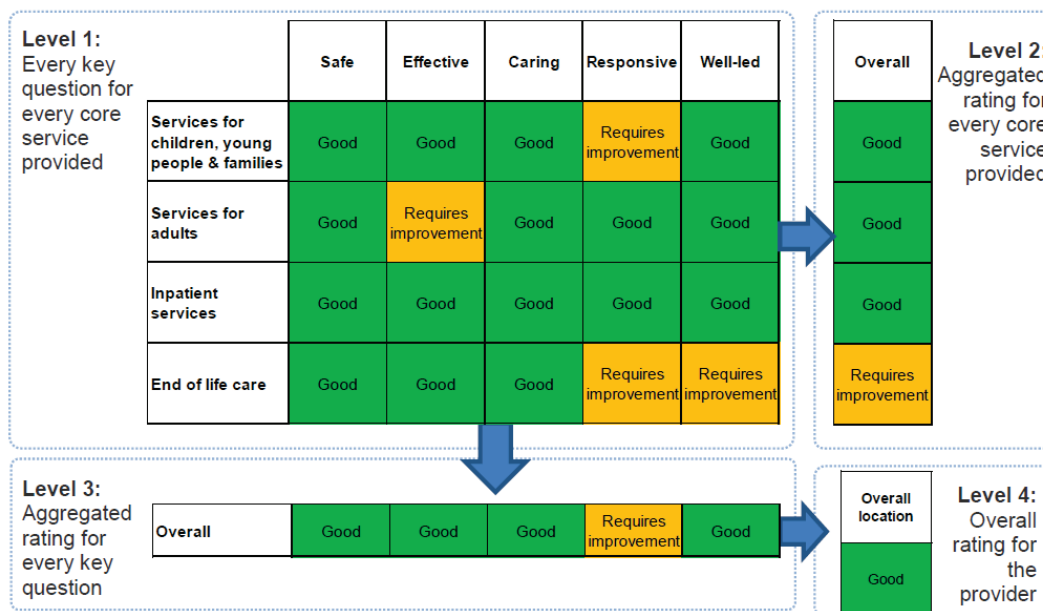 Level 1:
Every key
question for
every core
service
provided
Safe
Effective
Caring
Responsive
Well-led
Services for
children, young
people & families
Good
Good
Good
Requires
improvement
Good
Services for
adults
Good
Requires
improvement
Good
Good
Good
Inpatient
services
Good
Good
Good
Good
Good
End of life care
Good
Good
Good
Requires
improvement
Requires
improvement
Overall
Good
Good
Good
Requires
improvement
Level 2:
Aggregated
rating for
every core
service
provided
Level 3:
Aggregated
rating for
every key
question
Overall
Good
Good
Good
Requires
improvement
Good
Overall
location
Good
Level 4:
Overall
rating for
the
provider